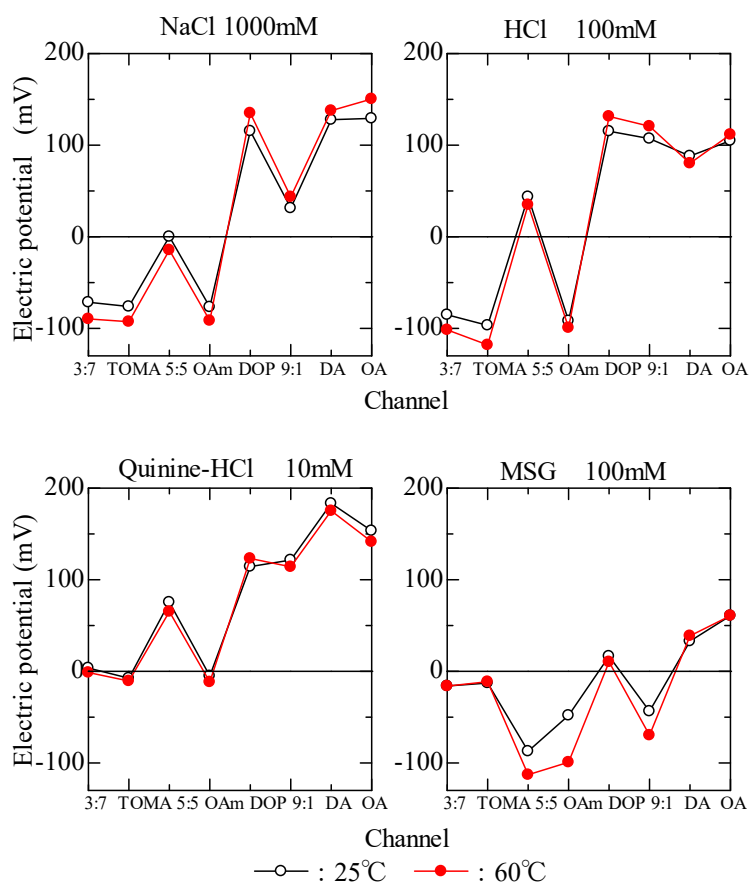 NaCl 1000mM
HCl 100mM
Electric potential (mV)
200
100
0
-100
3:7 TOMA 5:5 OAm DOP 9:1 DA OA
200
100
0
-100
3:7 TOMA 5:5 OAm DOP 9:1 DA OA
Channel
Quinine-HCl 10mM
MSG 100mM
Electric potential (mV)
200
100
0
-100
3:7 TOMA 5:5 OAm DOP 9:1 DA OA
200
100
0
-100
3:7 TOMA 5:5 OAm DOP 9:1 DA OA
Channel
: 25℃ : 60℃